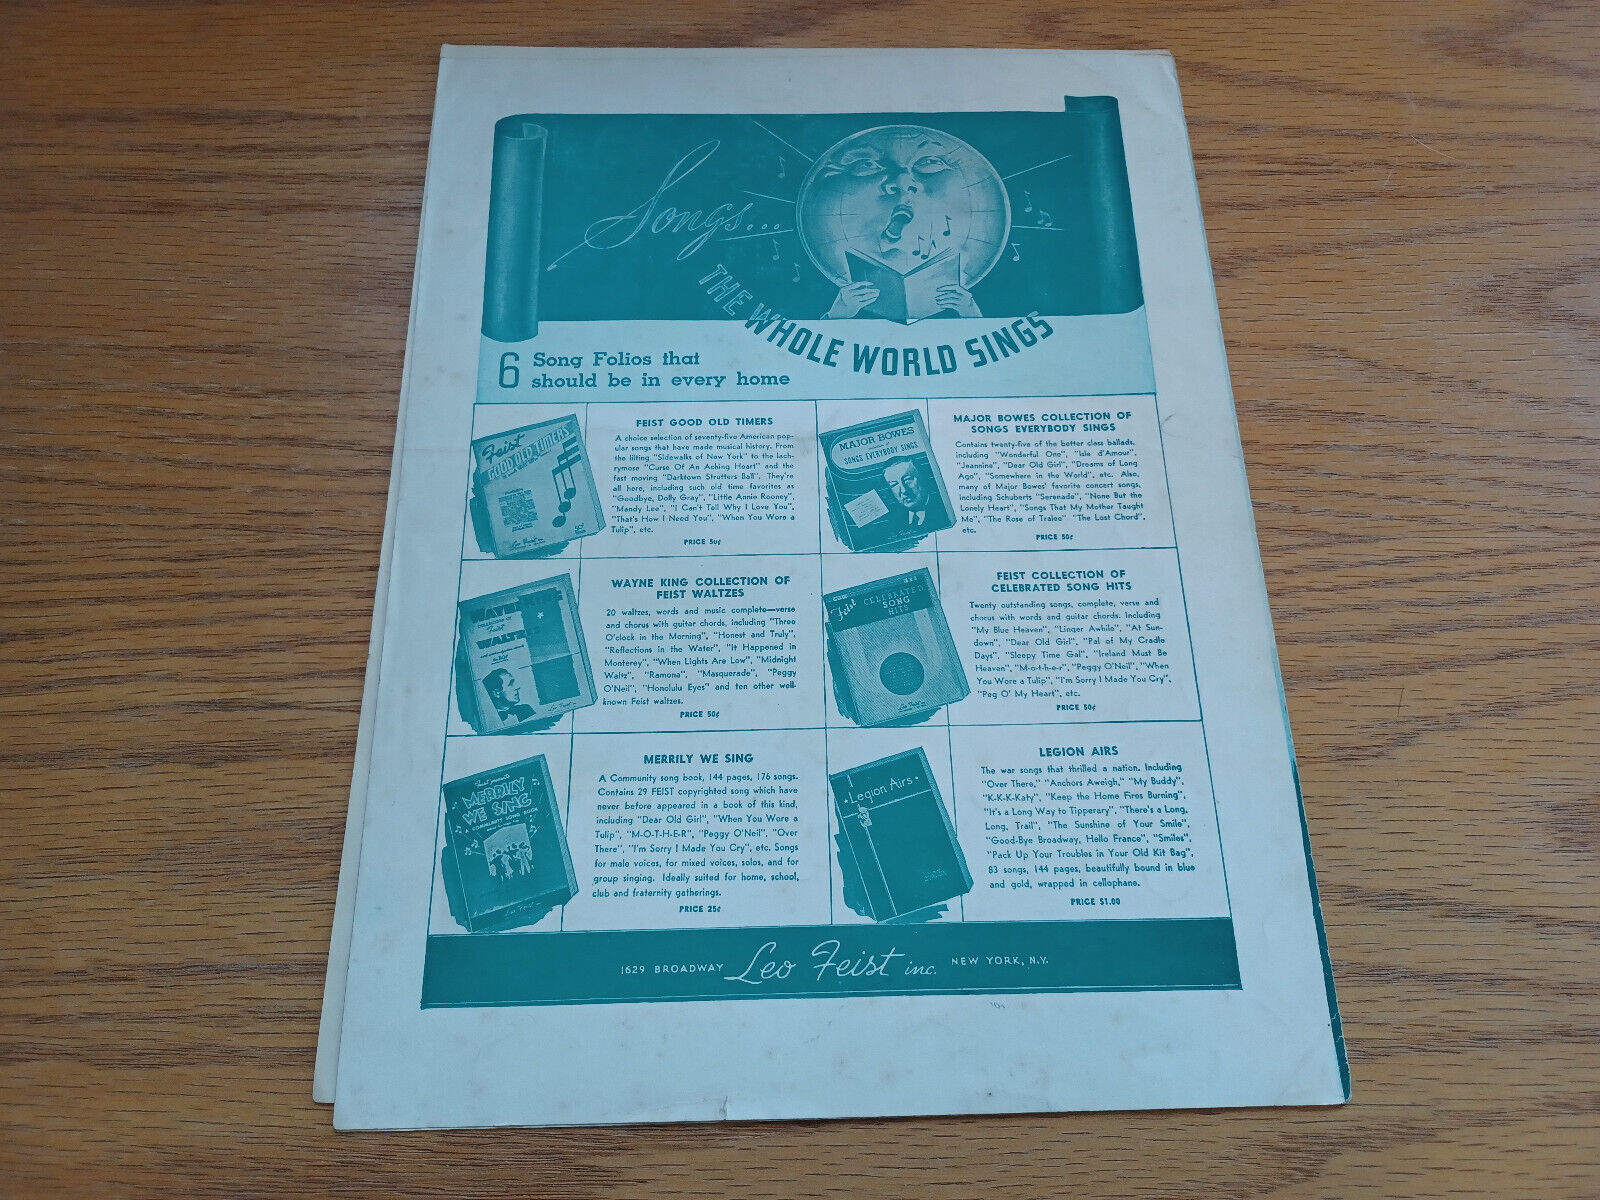 Songs...
THE WHOLE WORLD SINGS
6 Song Folios that
should be in every home
Feist
GOOD OLD TIMERS
50¢
Leo Feist inc.
FEIST GOOD OLD TIMERS
A choice selection of seventy-five American pop-
ular songs that have made musical history. From
the lilting "Sidewalks of New York" to the lach-
rymose "Curse Of An Aching Heart" and the
fast moving "Darktown Strutters Ball". They're
all here, including such old time favorites as
"Goodbye, Dolly Gray", "Little Annie Rooney",
"Mandy Lee", "I Can't Tell Why I Love You",
"That's How I Need You", "When You Wore a
Tulip", etc.
PRICE 50¢
MAJOR BOWES
SONGS EVERYBODY SINGS
MAJOR BOWES COLLECTION OF
SONGS EVERYBODY SINGS
Contains twenty-five of the better class ballads,
including "Wonderful One", "Isle d'Amour",
"Jeannine", "Dear Old Girl", "Dreams of Long
Ago", "Somewhere in the World", etc. Also,
many of Major Bowes' favorite concert songs,
including Schuberts "Serenade", "None But the
Lonely Heart", "Songs That My Mother Taught
Me", "The Rose of Tralee" "The Lost Chord",
etc.
PRICE 50¢
COLLECTION OF
Feist
WALTZES
Leo Feist inc.
WAYNE KING COLLECTION OF
FEIST WALTZES
20 waltzes, words and music complete—verse
and chorus with guitar chords, including "Three
O'clock in the Morning", "Honest and Truly",
"Reflections in the Water", "It Happened in
Monterey", "When Lights Are Low", "Midnight
Waltz", "Ramona", "Masquerade", "Peggy
O'Neil", "Honolulu Eyes" and ten other well-
known Feist waltzes.
PRICE 50¢
Feist CELEBRATED
SONG
HITS
Leo Feist inc.
FEIST COLLECTION OF
CELEBRATED SONG HITS
Twenty outstanding songs, complete, verse and
chorus with words and guitar chords. Including
"My Blue Heaven", "Linger Awhile", "At Sun-
down", "Dear Old Girl", "Pal of My Cradle
Days", "Sleepy Time Gal", "Ireland Must Be
Heaven", "M-o-t-h-e-r", "Peggy O'Neil", "When
You Wore a Tulip", "I'm Sorry I Made You Cry",
"Peg O' My Heart", etc.
PRICE 50¢
Feist presents
MERRILY
WE SING
A COMMUNITY SONG BOOK
Leo Feist inc.
MERRILY WE SING
A Community song book, 144 pages, 176 songs.
Contains 29 FEIST copyrighted song which have
never before appeared in a book of this kind,
including "Dear Old Girl", "When You Wore a
Tulip", "M-O-T-H-E-R", "Peggy O'Neil", "Over
There", "I'm Sorry I Made You Cry", etc. Songs
for male voices, for mixed voices, solos, and for
group singing. Ideally suited for home, school,
club and fraternity gatherings.
PRICE 25¢
Legion Airs
LEGION AIRS
The war songs that thrilled a nation. Including
"Over There," "Anchors Aweigh," "My Buddy",
"K-K-K-Katy", "Keep the Home Fires Burning",
"It's a Long Way to Tipperary", "There's a Long,
Long, Trail", "The Sunshine of Your Smile",
"Good-Bye Broadway, Hello France", "Smiles",
"Pack Up Your Troubles in Your Old Kit Bag",
83 songs, 144 pages, beautifully bound in blue
and gold, wrapped in cellophane.
PRICE $1.00
1629 BROADWAY Leo Feist inc. NEW YORK, N.Y.